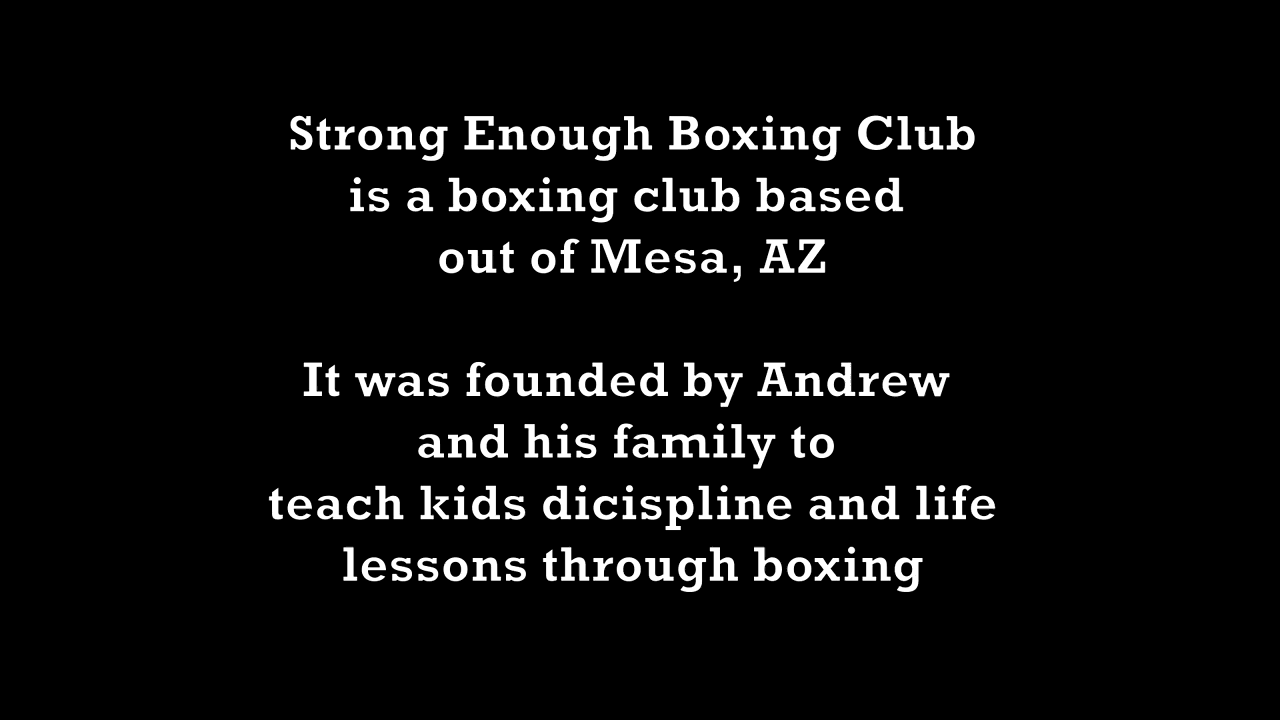 Strong Enough Boxing Club
is a boxing club based
out of Mesa, AZ
It was founded by Andrew
and his family to
teach kids dicispline and life
lessons through boxing